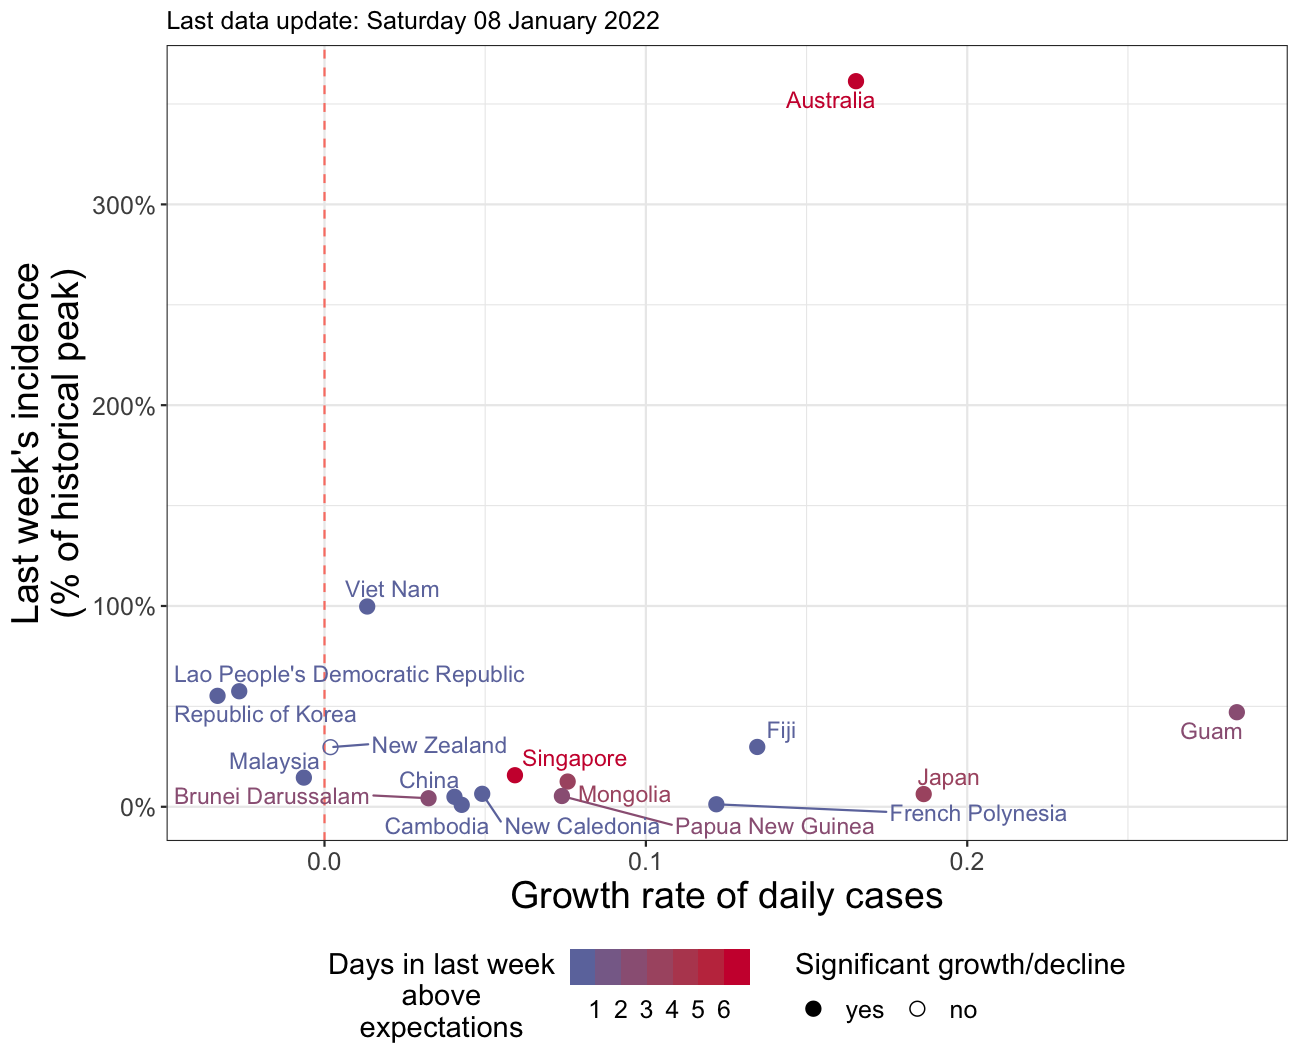 Last data update: Saturday 08 January 2022
Australia
300%
200%
Viet Nam
100%
Lao People's Democratic Republic
Republic of Korea
Fiji
Guam
New Zealand
Malaysia
Singapore
China
Japan
Brunei Darussalam
Mongolia
0%
French Polynesia
Cambodia
New Caledonia
Papua New Guinea
Last week's incidence
(% of historical peak)
0.0
0.1
0.2
Growth rate of daily cases
Days in last week
above
expectations
1 2 3 4 5 6
Significant growth/decline
yes
no